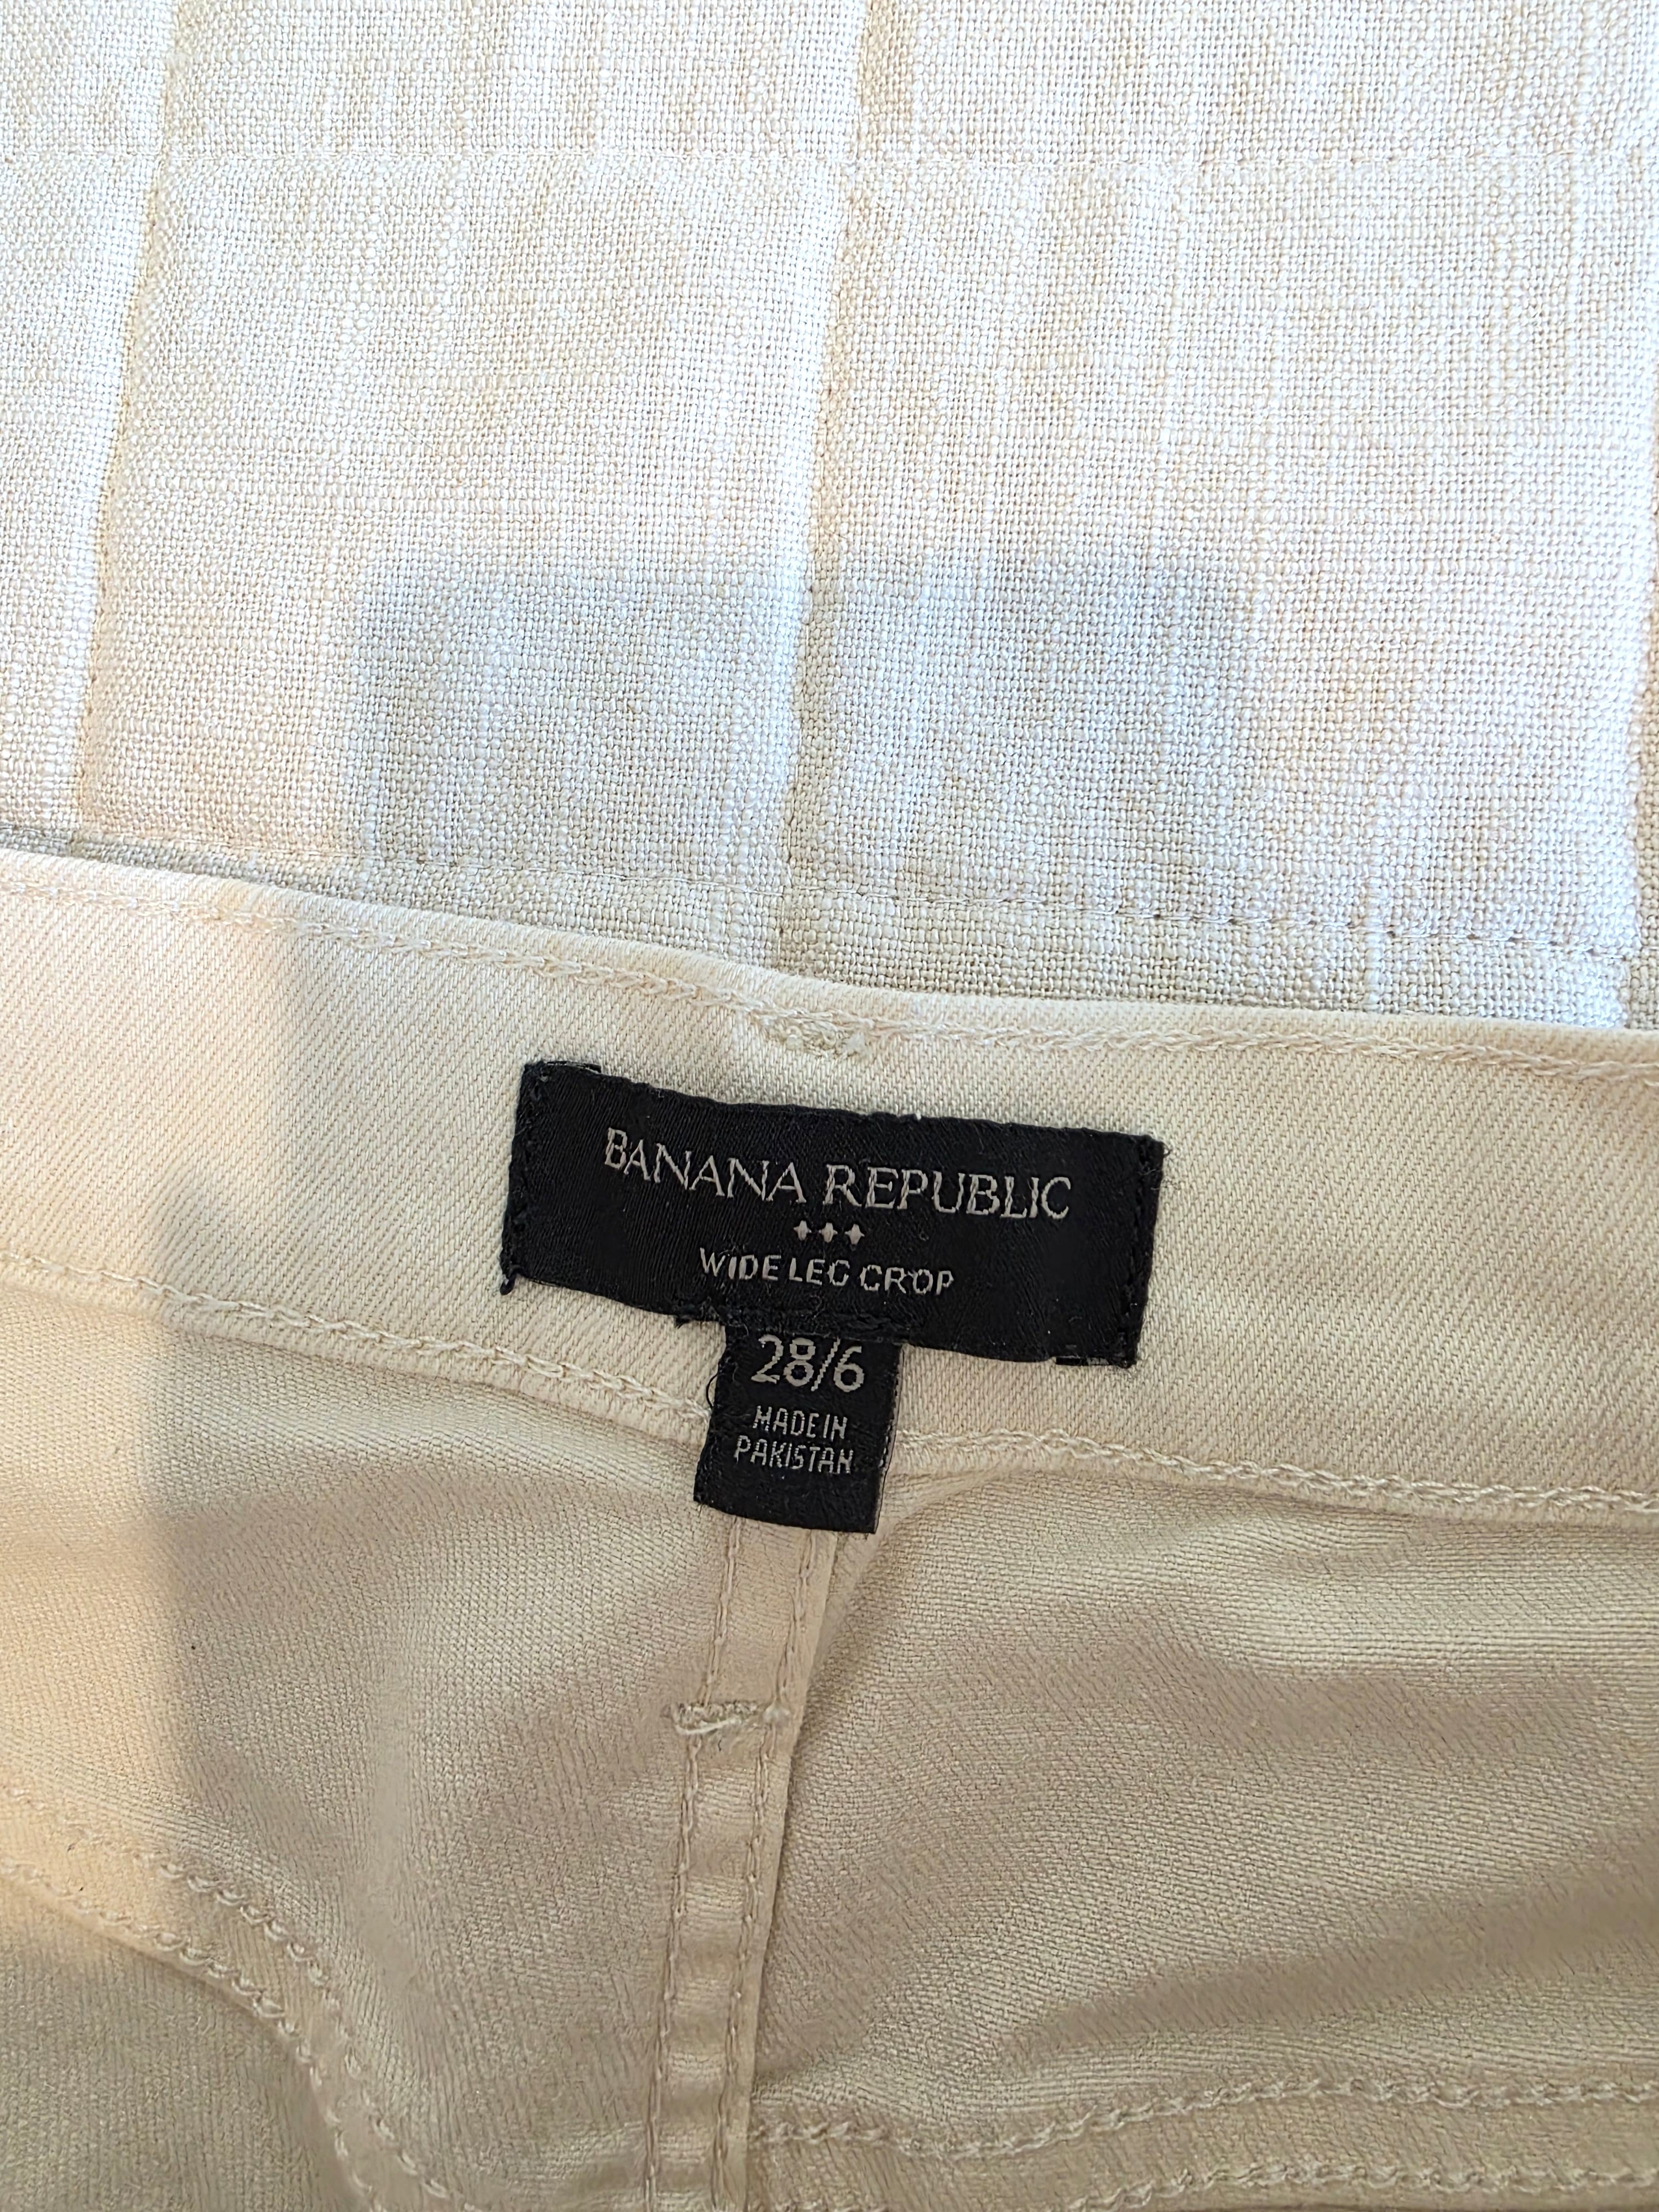 BANANA REPUBLIC
WIDE LEG CROP
28/6
MADE IN
PAKISTAN